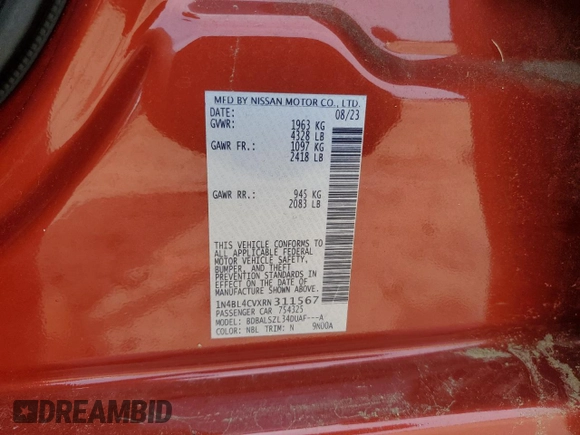 MFD BY NISSAN MOTOR CO., LTD.
DATE: 08/23
GVWR: 1963 KG
4328 LB
GAWR FR.: 1097 KG
2418 LB
GAWR RR.: 945 KG
2083 LB
THIS VEHICLE CONFORMS TO
ALL APPLICABLE FEDERAL
MOTOR VEHICLE SAFETY,
BUMPER, AND THEFT
PREVENTION STANDARDS IN
EFFECT ON THE DATE OF
MANUFACTURE SHOWN ABOVE.
1N4BL4CVXRN311567
PASSENGER CAR 754325
MODEL: BDBALSZL34DUAF---A
COLOR: NBL TRIM: N 9N00A
DREAMBID